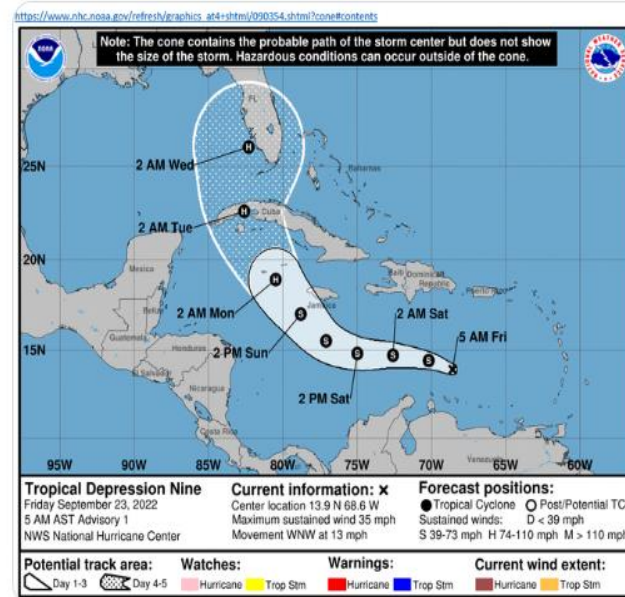 https://www.nhc.noaa.gov/refresh/graphics_at4+shtml/090354.shtml?cone#contents
Note: The cone contains the probable path of the storm center but does not show
the size of the storm. Hazardous conditions can occur outside of the cone.
NOAA
FL
25N
2 AM Wed
H
Bahamas
2 AM Tue
H
Cuba
20N
Mexico
Haiti
Dominican
Republic
Puerto Rico
Jamaica
2 AM Mon
H
2 AM Sat
5 AM Fri
Belize
Guatemala
Honduras
S
2 PM Sun
15N
S
S
S
El Salvador
Nicaragua
2 PM Sat
Costa Rica
Venezuela
95W
90W
85W
80W
75W
70W
65W
60W
Tropical Depression Nine
Friday September 23, 2022
5 AM AST Advisory 1
NWS National Hurricane Center
Current information: x
Center location 13.9 N 68.6 W
Maximum sustained wind 35 mph
Movement WNW at 13 mph
Forecast positions:
Tropical Cyclone Post/Potential TC
Sustained winds: D < 39 mph
S 39-73 mph H 74-110 mph M > 110 mph
Potential track area:
Day 1-3 Day 4-5
Watches:
Hurricane Trop Stm
Warnings:
Hurricane Trop Stm
Current wind extent:
Hurricane Trop Stm